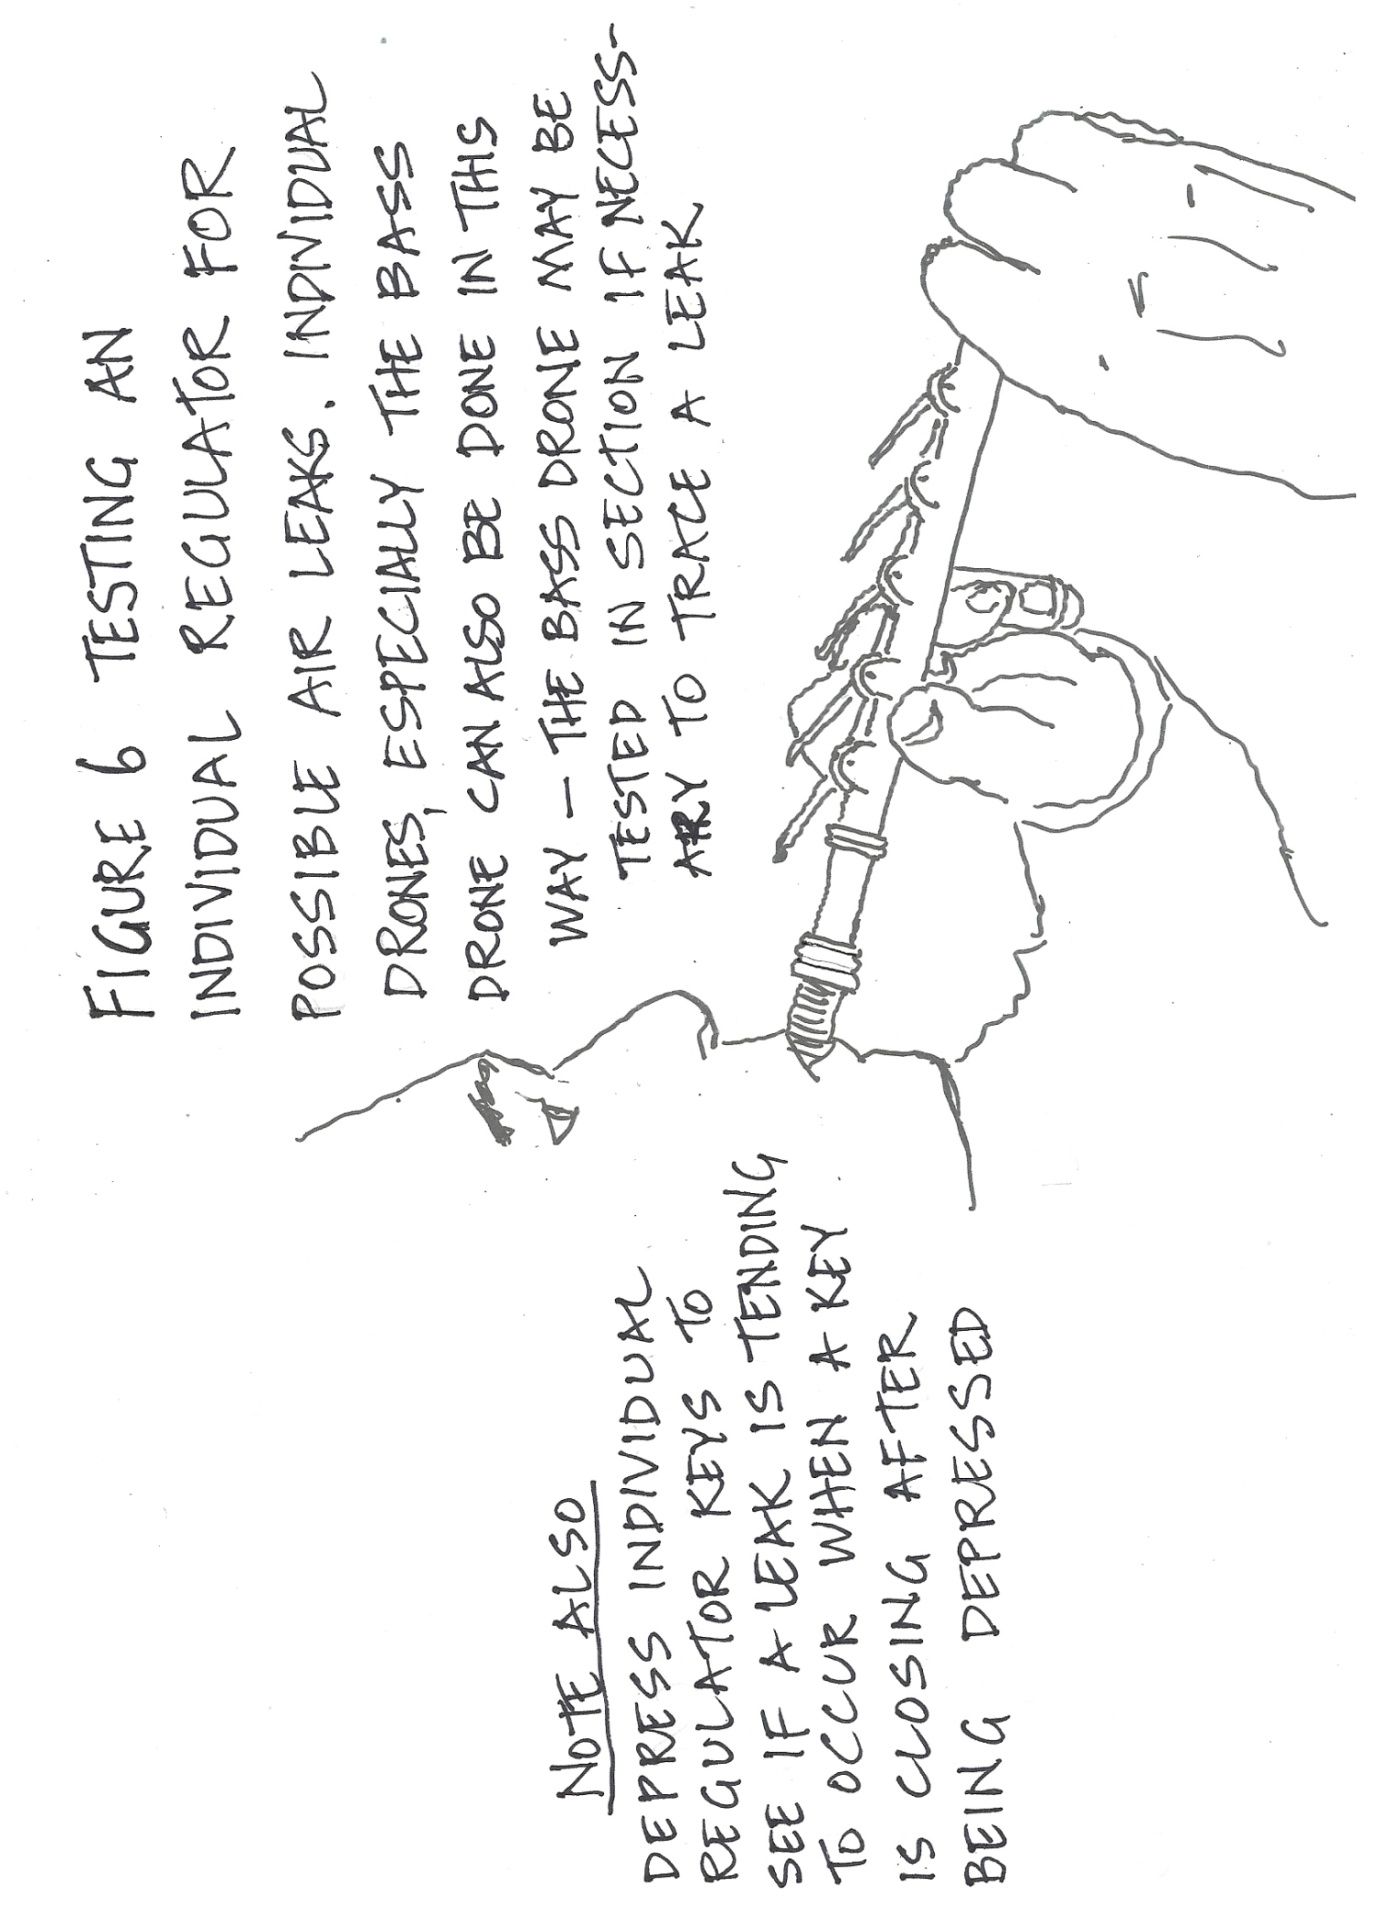 FIGURE 6 TESTING AN
INDIVIDUAL REGULATOR FOR
POSSIBLE AIR LEAKS. INDIVIDUAL
DRONES, ESPECIALLY THE BASS
DRONE CAN ALSO BE DONE IN THS
WAY – THE BASS DRONE MAY BE
TESTED IN SECTION IF NECESS-
ARY TO TRACE A LEAK
NOTE ALSO
DEPRESS INDIVIDUAL
REGULATOR KEYS TO
SEE IF A LEAK IS TENDING
TO OCCUR WHEN A KEY
IS CLOSING AFTER
BEING DEPRESSED